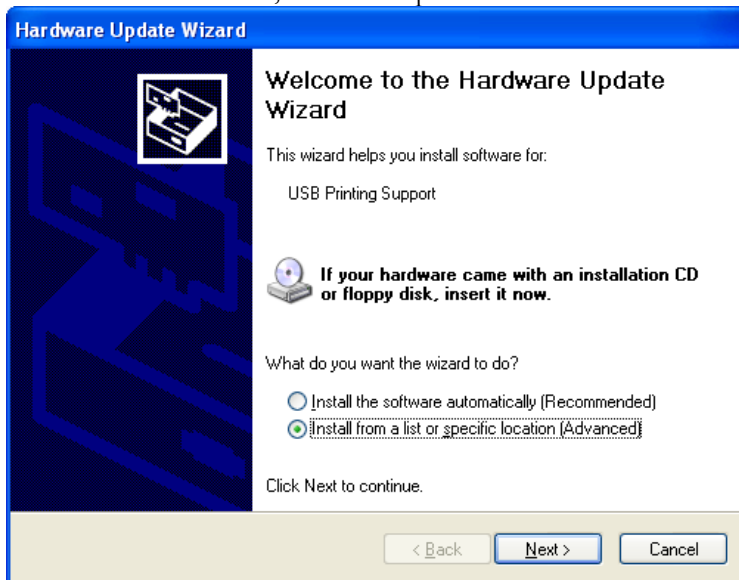 Hardware Update Wizard
Welcome to the Hardware Update
Wizard
This wizard helps you install software for:
USB Printing Support
If your hardware came with an installation CD
or floppy disk, insert it now.
What do you want the wizard to do?
Install the software automatically (Recommended)
Install from a list or specific location (Advanced)
Click Next to continue.
< Back
Next >
Cancel